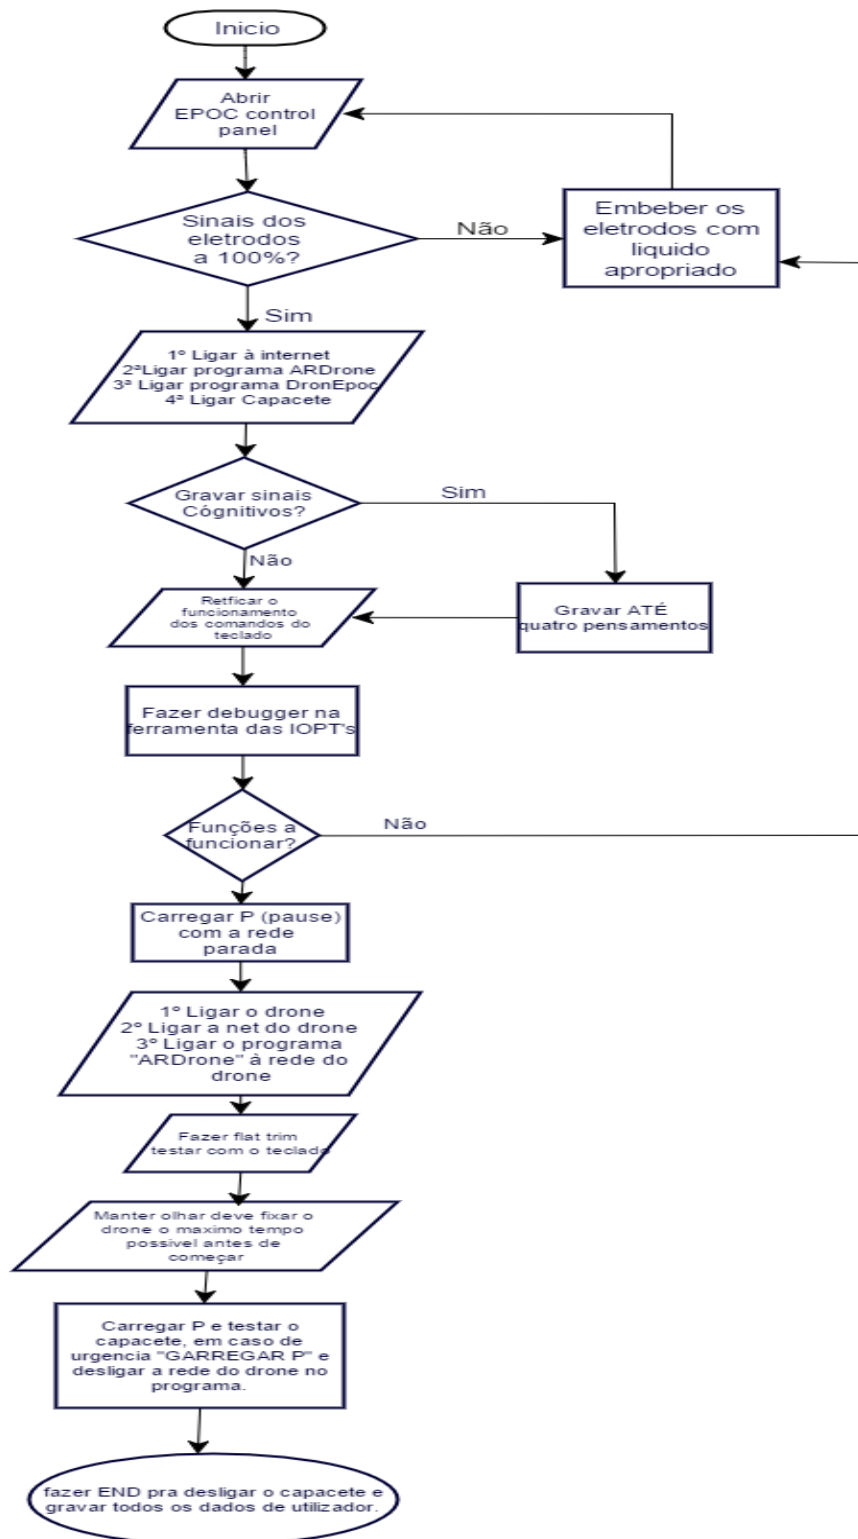 Inicio
Abrir
EPOC control
panel
Sinais dos
eletrodos
a 100%?
Não
Embeber os
eletrodos com
liquido
apropriado
Sim
1º Ligar à internet
2ªLigar programa ARDrone
3ª Ligar programa DronEpoc
4ª Ligar Capacete
Gravar sinais
Cógnitivos?
Sim
Não
Retficar o
funcionamento
dos comandos do
teclado
Gravar ATÉ
quatro pensamentos
Fazer debugger na
ferramenta das IOPT's
Funções a
funcionar?
Não
Carregar P (pause)
com a rede
parada
1º Ligar o drone
2º Ligar a net do drone
3º Ligar o programa
"ARDrone" à rede do
drone
Fazer flat trim
testar com o teclado
Manter olhar deve fixar o
drone o maximo tempo
possivel antes de
começar
Carregar P e testar o
capacete, em caso de
urgencia "GARREGAR P" e
desligar a rede do drone no
programa.
fazer END pra desligar o capacete e
gravar todos os dados de utilizador.